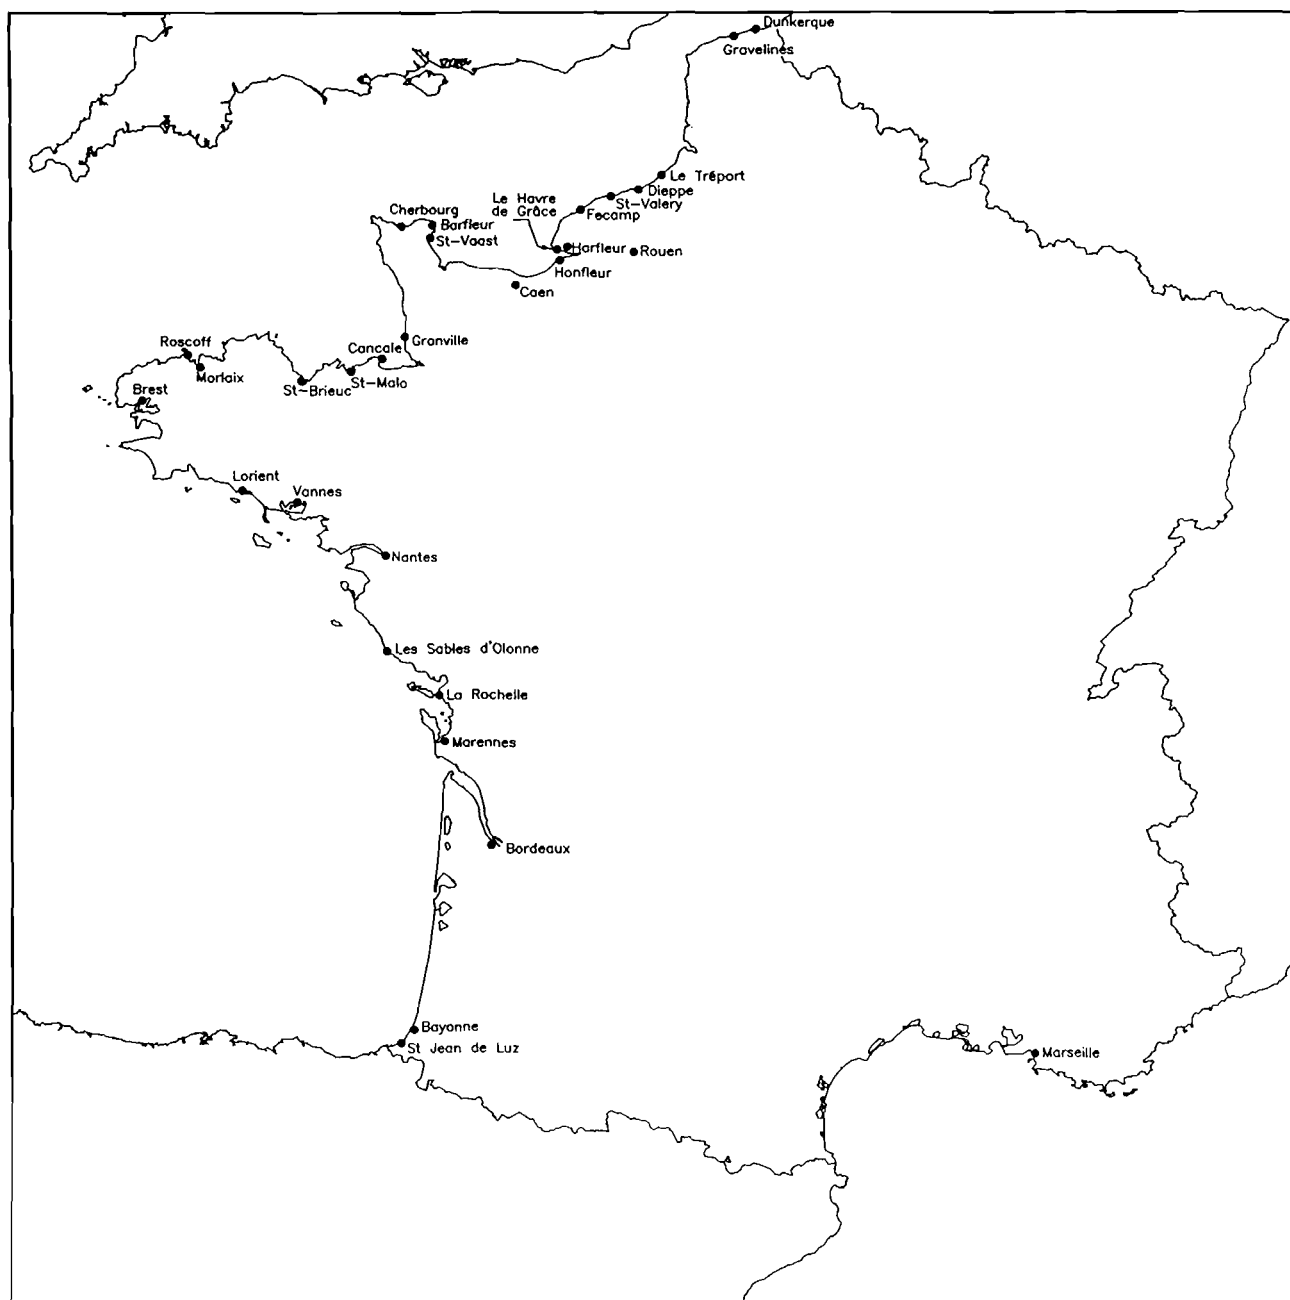 Dunkerque
Gravelines
Le Tréport
Dieppe
St-Valery
Fecamp
Le Havre
de Grâce
Cherbourg
Barfleur
St-Vaast
Harfleur
Rouen
Honfleur
Caen
Granville
Cancale
Roscoff
Morlaix
St-Malo
St-Brieuc
Brest
Lorient
Vannes
Nantes
Les Sables d'Olonne
La Rochelle
Marennes
Bordeaux
Bayonne
St Jean de Luz
Marseille